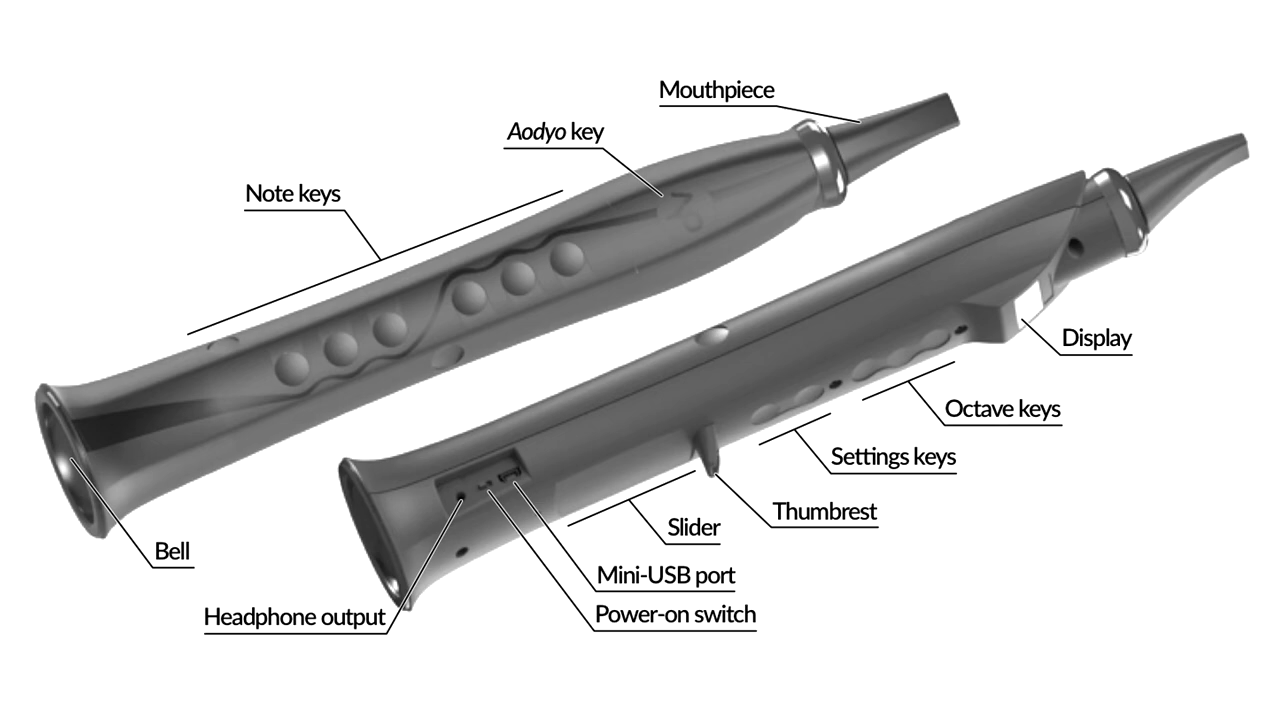 Mouthpiece
Aodyo key
Note keys
Display
Octave keys
Settings keys
Thumbrest
Slider
Bell
Mini-USB port
Headphone output
Power-on switch